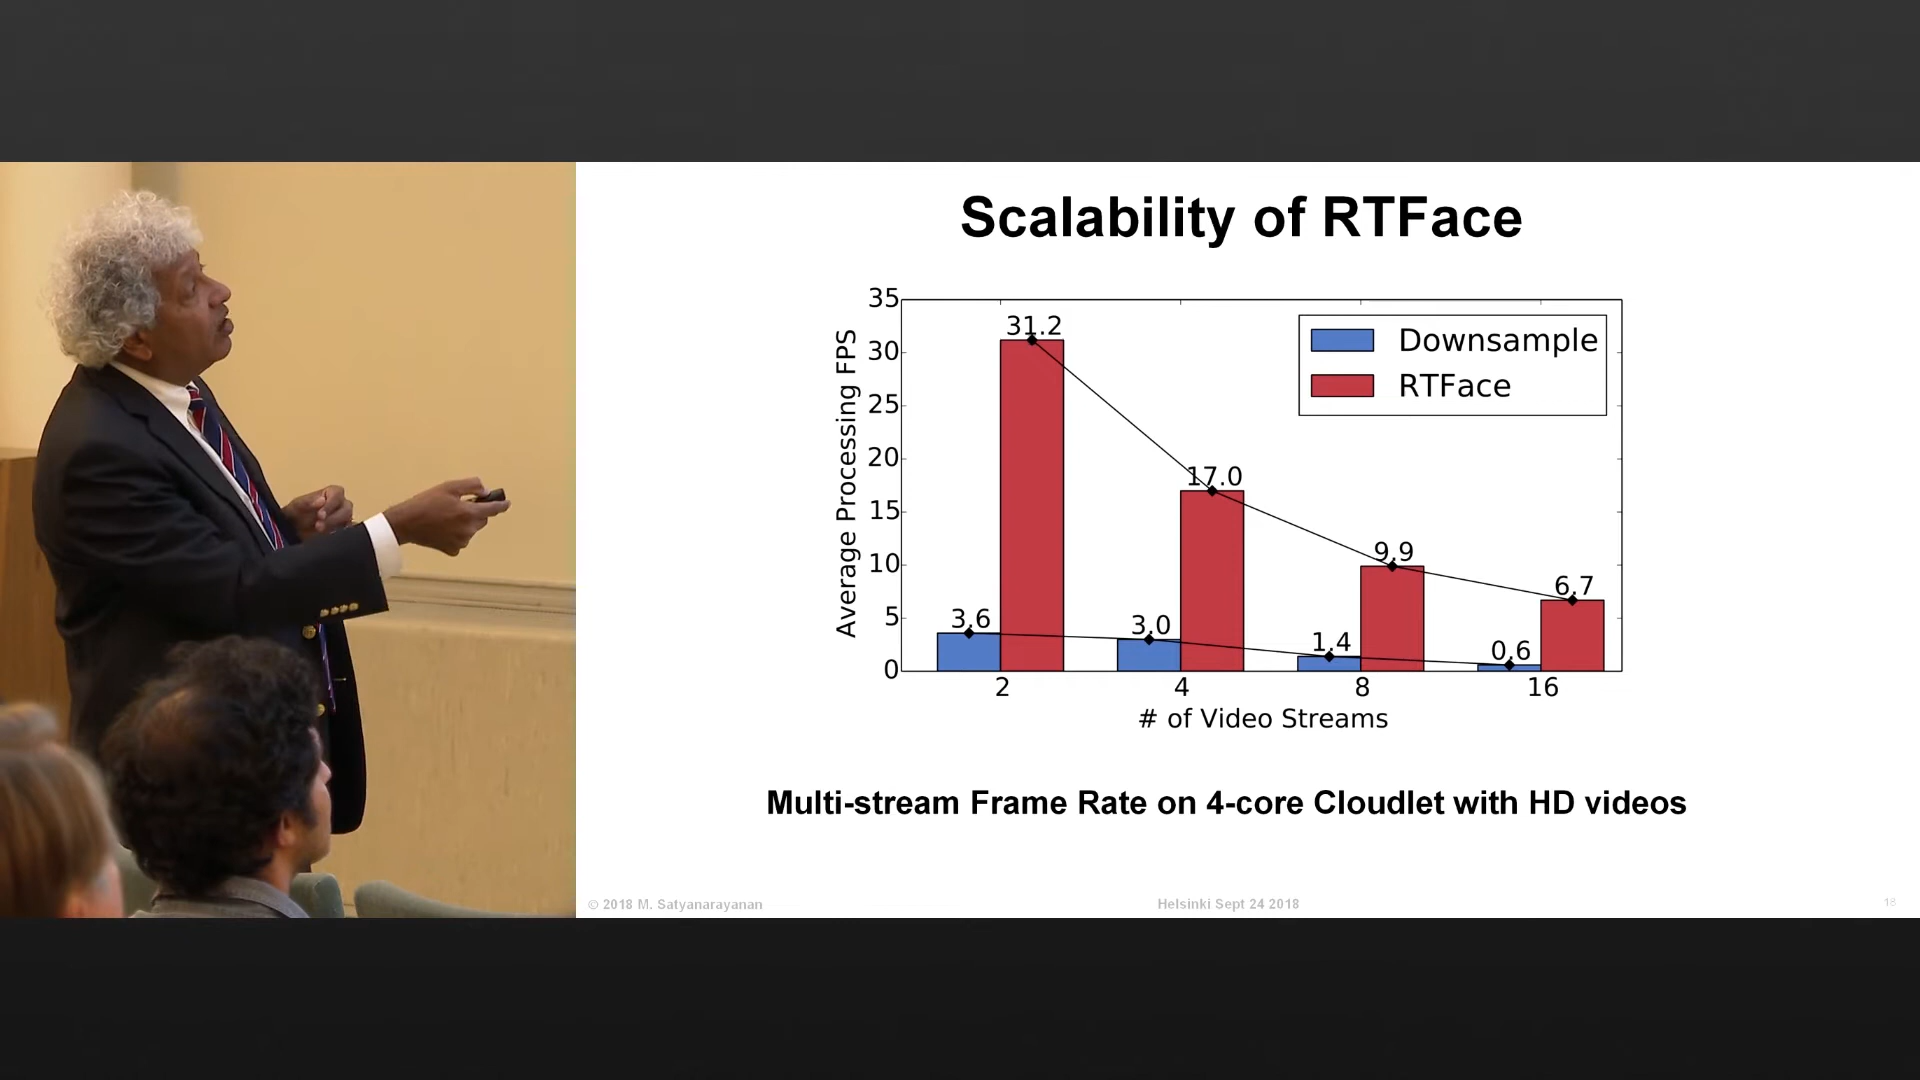 Scalability of RTFace
35
30
25
20
15
10
5
0
Average Processing FPS
31.2
17.0
9.9
6.7
3.6
3.0
1.4
0.6
Downsample
RTFace
2 4 8 16
# of Video Streams
Multi-stream Frame Rate on 4-core Cloudlet with HD videos
© 2018 M. Satyanarayanan Helsinki Sept 24 2018 18